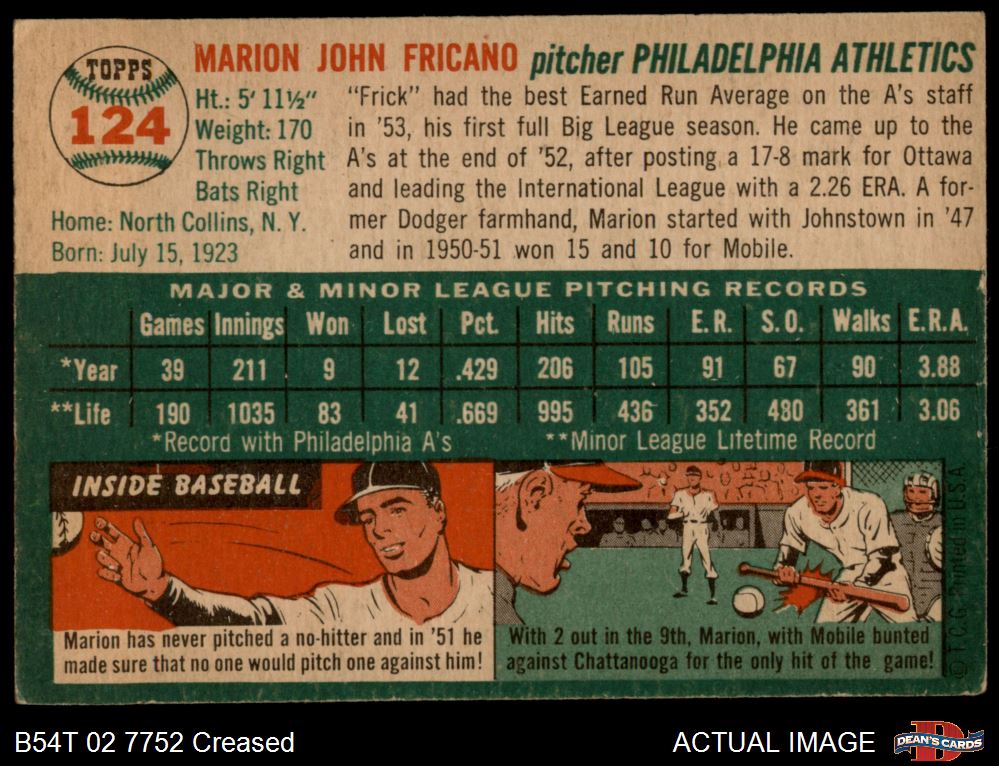 TOPPS
124
MARION JOHN FRICANO pitcher PHILADELPHIA ATHLETICS
Ht.: 5' 11½"
Weight: 170
Throws Right
Bats Right
Home: North Collins, N. Y.
Born: July 15, 1923
"Frick" had the best Earned Run Average on the A's staff
in '53, his first full Big League season. He came up to the
A's at the end of '52, after posting a 17-8 mark for Ottawa
and leading the International League with a 2.26 ERA. A for-
mer Dodger farmhand, Marion started with Johnstown in '47
and in 1950-51 won 15 and 10 for Mobile.
MAJOR & MINOR LEAGUE PITCHING RECORDS
Games Innings Won Lost Pct. Hits Runs E.R. S.O. Walks E.R.A.
*Year 39 211 9 12 .429 206 105 91 67 90 3.88
**Life 190 1035 83 41 .669 995 436 352 480 361 3.06
*Record with Philadelphia A's **Minor League Lifetime Record
INSIDE BASEBALL
Marion has never pitched a no-hitter and in '51 he
made sure that no one would pitch one against him!
With 2 out in the 9th, Marion, with Mobile bunted
against Chattanooga for the only hit of the game!
© T. C. G. Printed in U.S.A.
B54T 02 7752 Creased
ACTUAL IMAGE
DEAN'S CARDS